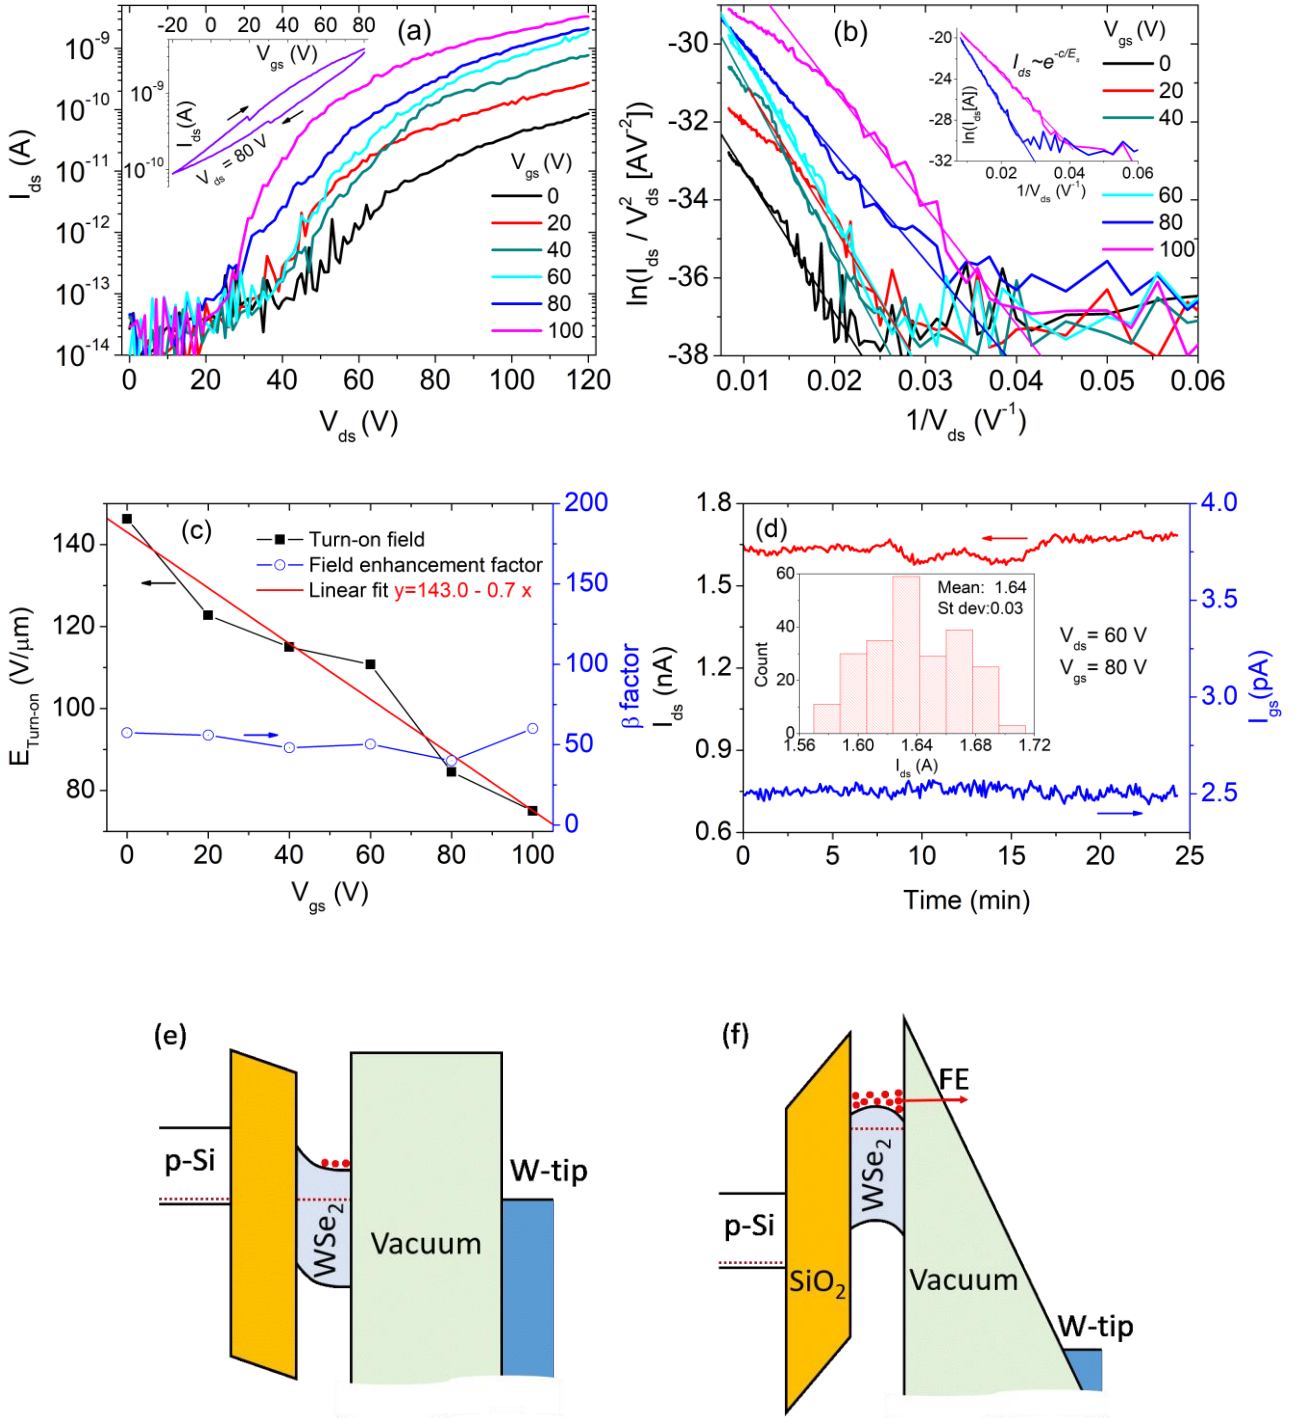 (a)
-20 0 20 40 60 80
V_gs (V)
10^-9
10^-10
I_ds (A)
V_ds = 80 V
10^-9
10^-10
10^-11
10^-12
10^-13
10^-14
I_ds (A)
V_gs (V)
0
20
40
60
80
100
0 20 40 60 80 100 120
V_ds (V)
(b)
-30
-32
-34
-36
-38
ln(I_ds / V²_ds [AV⁻²])
V_gs (V)
0
20
40
60
80
100
-20
-24
-28
-32
ln(I_ds[A])
I_ds~e^-c/E_s
0.02 0.04 0.06
1/V_ds (V⁻¹)
0.01 0.02 0.03 0.04 0.05 0.06
1/V_ds (V⁻¹)
(c)
140
120
100
80
E_Turn-on (V/μm)
Turn-on field
Field enhancement factor
Linear fit y=143.0 - 0.7 x
200
150
100
50
0
β factor
0 20 40 60 80 100
V_gs (V)
(d)
1.8
1.5
1.2
0.9
0.6
I_ds (nA)
60
40
20
0
Count
Mean: 1.64
St dev:0.03
1.56 1.60 1.64 1.68 1.72
I_ds (A)
V_ds= 60 V
V_gs= 80 V
4.0
3.5
3.0
2.5
I_gs(pA)
0 5 10 15 20 25
Time (min)
(e)
p-Si
WSe₂
Vacuum
W-tip
(f)
FE
p-Si
WSe₂
SiO₂
Vacuum
W-tip